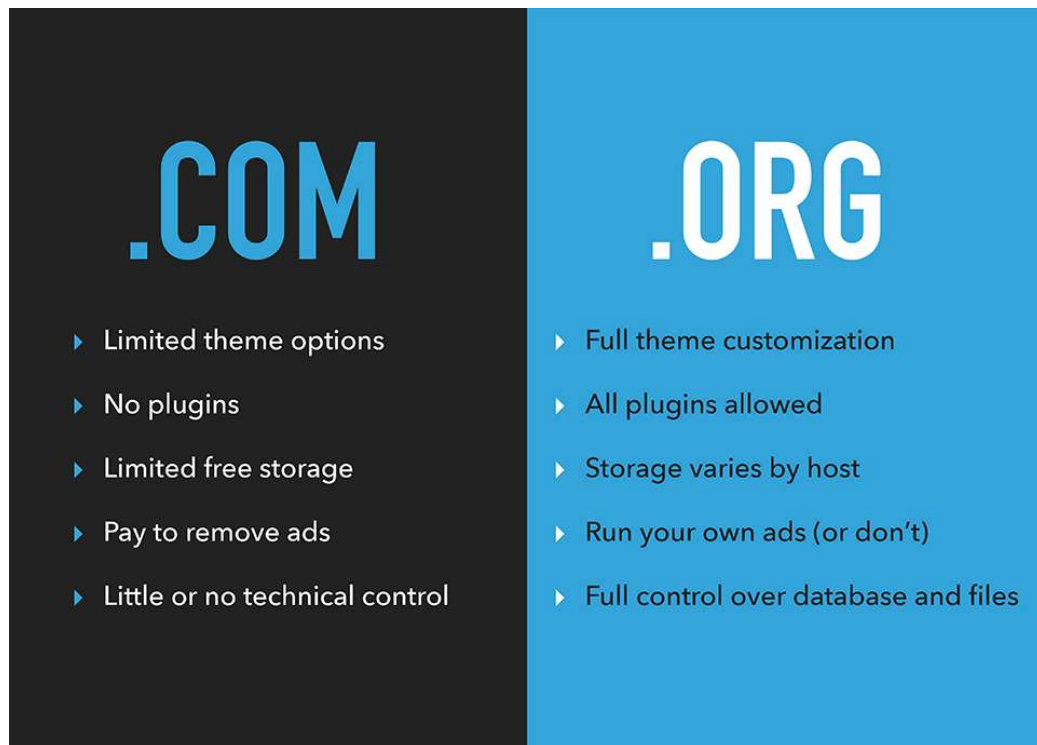 .COM
Limited theme options
No plugins
Limited free storage
Pay to remove ads
Little or no technical control
.ORG
Full theme customization
All plugins allowed
Storage varies by host
Run your own ads (or don’t)
Full control over database and files